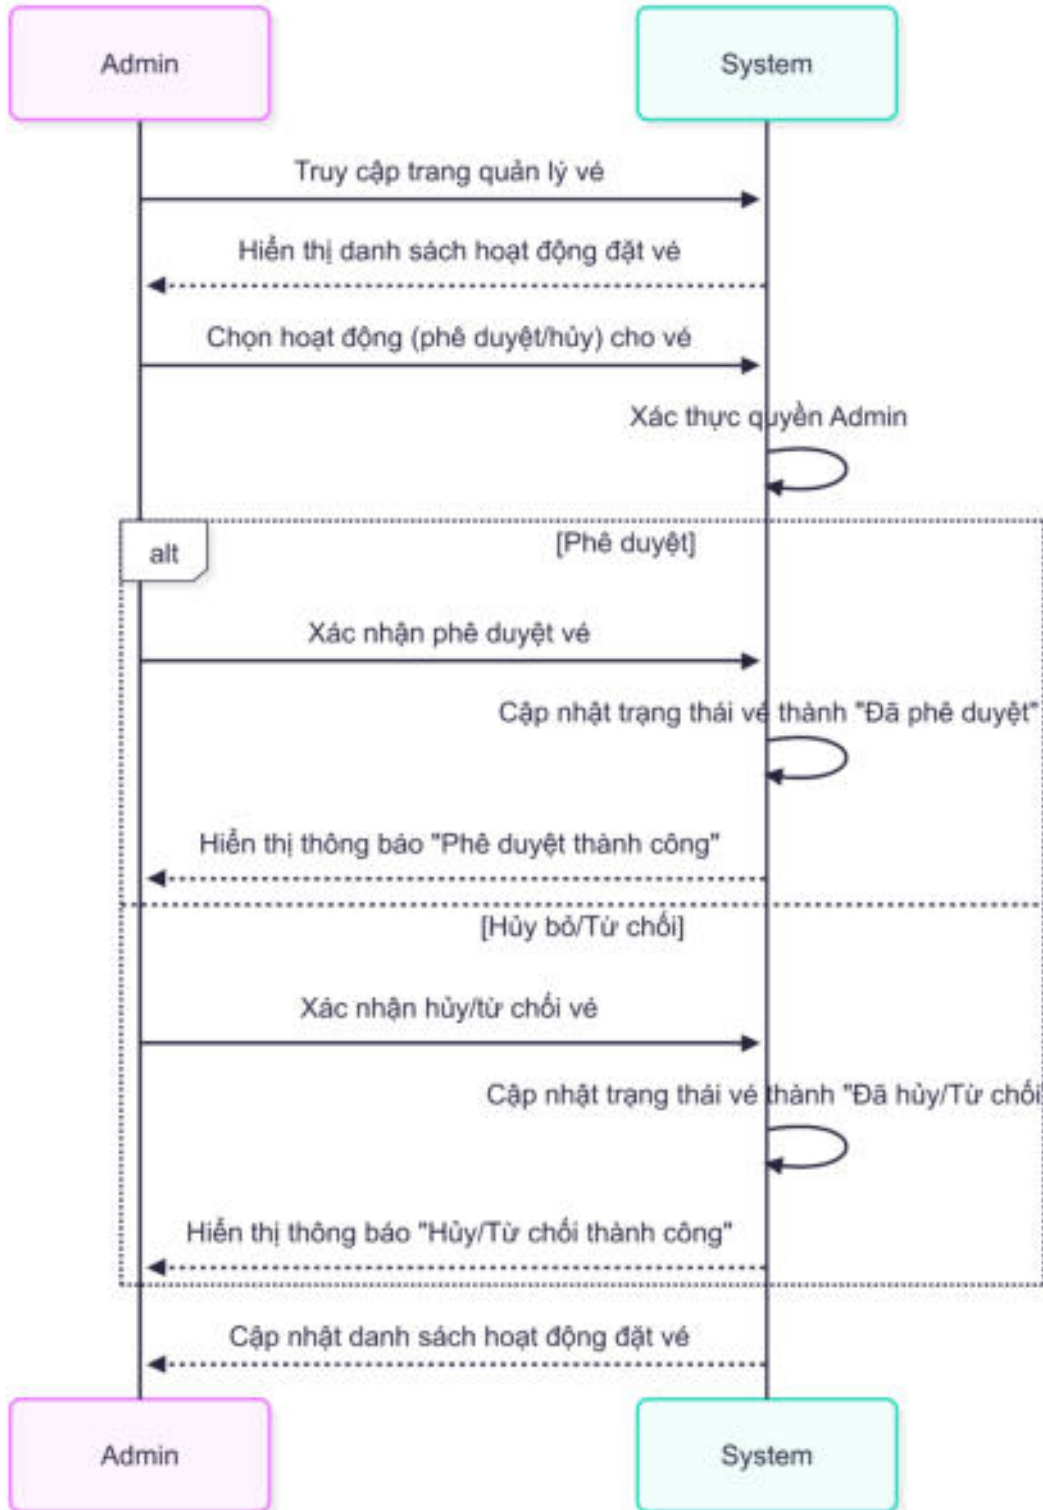 Admin
System
Truy cập trang quản lý vé
Hiển thị danh sách hoạt động đặt vé
Chọn hoạt động (phê duyệt/hủy) cho vé
Xác thực quyền Admin
alt
[Phê duyệt]
Xác nhận phê duyệt vé
Cập nhật trạng thái vé thành "Đã phê duyệt"
Hiển thị thông báo "Phê duyệt thành công"
[Hủy bỏ/Từ chối]
Xác nhận hủy/từ chối vé
Cập nhật trạng thái vé thành "Đã hủy/Từ chối
Hiển thị thông báo "Hủy/Từ chối thành công"
Cập nhật danh sách hoạt động đặt vé
Admin
System